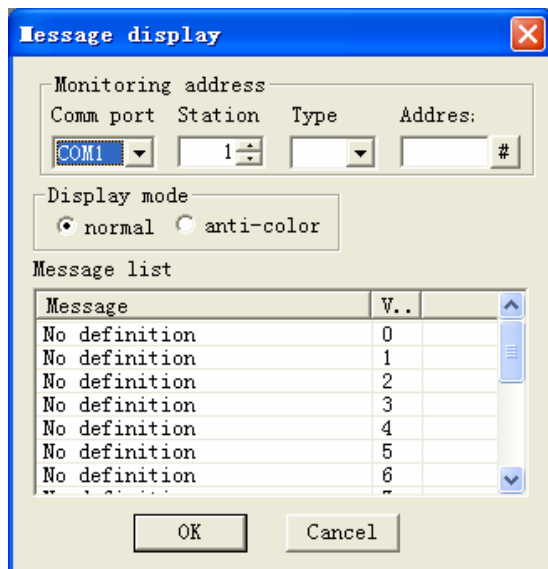 Message display
Monitoring address
Comm port Station Type Addres:
COM1 1 #
Display mode
normal anti-color
Message list
Message V..
No definition 0
No definition 1
No definition 2
No definition 3
No definition 4
No definition 5
No definition 6
OK Cancel